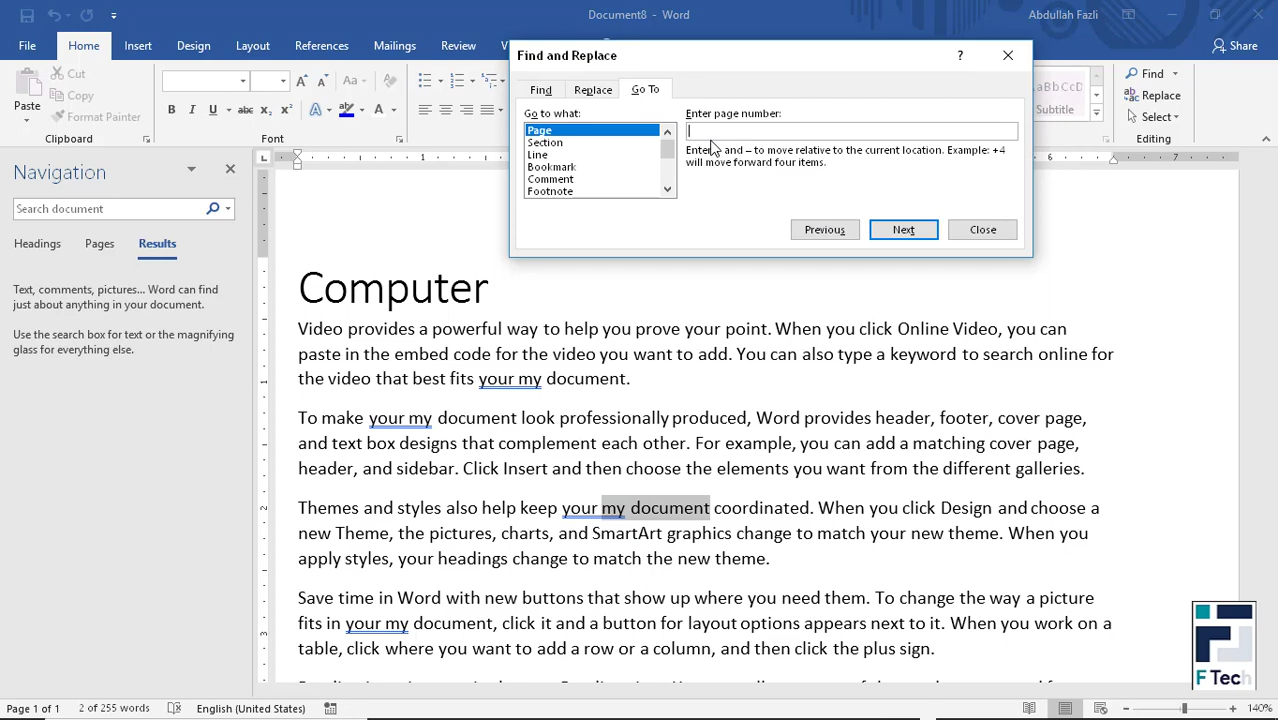 Document8 - Word
Abdullah Fazli
File Home Insert Design Layout References Mailings Review V
Share
Paste
Cut
Copy
Format Painter
Clipboard
Font
Subtitle
Find
Replace
Select
Editing
Find and Replace
Find Replace Go To
Go to what:
Page
Section
Line
Bookmark
Comment
Footnote
Enter page number:
Enter and – to move relative to the current location. Example: +4
will move forward four items.
Previous Next Close
Navigation
Search document
Headings Pages Results
Text, comments, pictures... Word can find
just about anything in your document.
Use the search box for text or the magnifying
glass for everything else.
Computer
Video provides a powerful way to help you prove your point. When you click Online Video, you can
paste in the embed code for the video you want to add. You can also type a keyword to search online for
the video that best fits your my document.
To make your my document look professionally produced, Word provides header, footer, cover page,
and text box designs that complement each other. For example, you can add a matching cover page,
header, and sidebar. Click Insert and then choose the elements you want from the different galleries.
Themes and styles also help keep your my document coordinated. When you click Design and choose a
new Theme, the pictures, charts, and SmartArt graphics change to match your new theme. When you
apply styles, your headings change to match the new theme.
Save time in Word with new buttons that show up where you need them. To change the way a picture
fits in your my document, click it and a button for layout options appears next to it. When you work on a
table, click where you want to add a row or a column, and then click the plus sign.
F Tech
Page 1 of 1 2 of 255 words English (United States) 140%